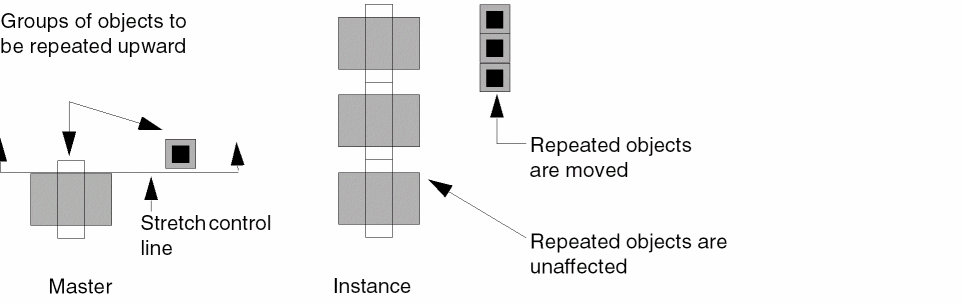 Groups of objects to
be repeated upward
Stretch control
line
Master
Instance
Repeated objects
are moved
Repeated objects are
unaffected